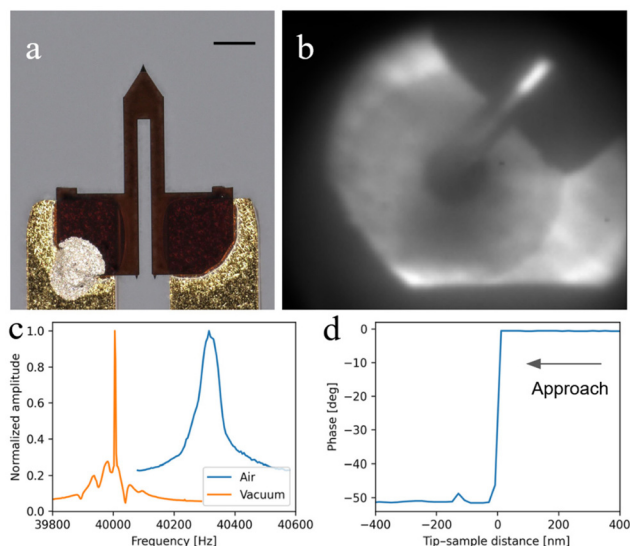 a
b
c
Normalized amplitude
1.0
0.8
0.6
0.4
0.2
0.0
39800
40000
40200
40400
40600
Frequency [Hz]
Air
Vacuum
d
Phase [deg]
0
−10
−20
−30
−40
−50
−400
−200
0
200
400
Tip–sample distance [nm]
Approach